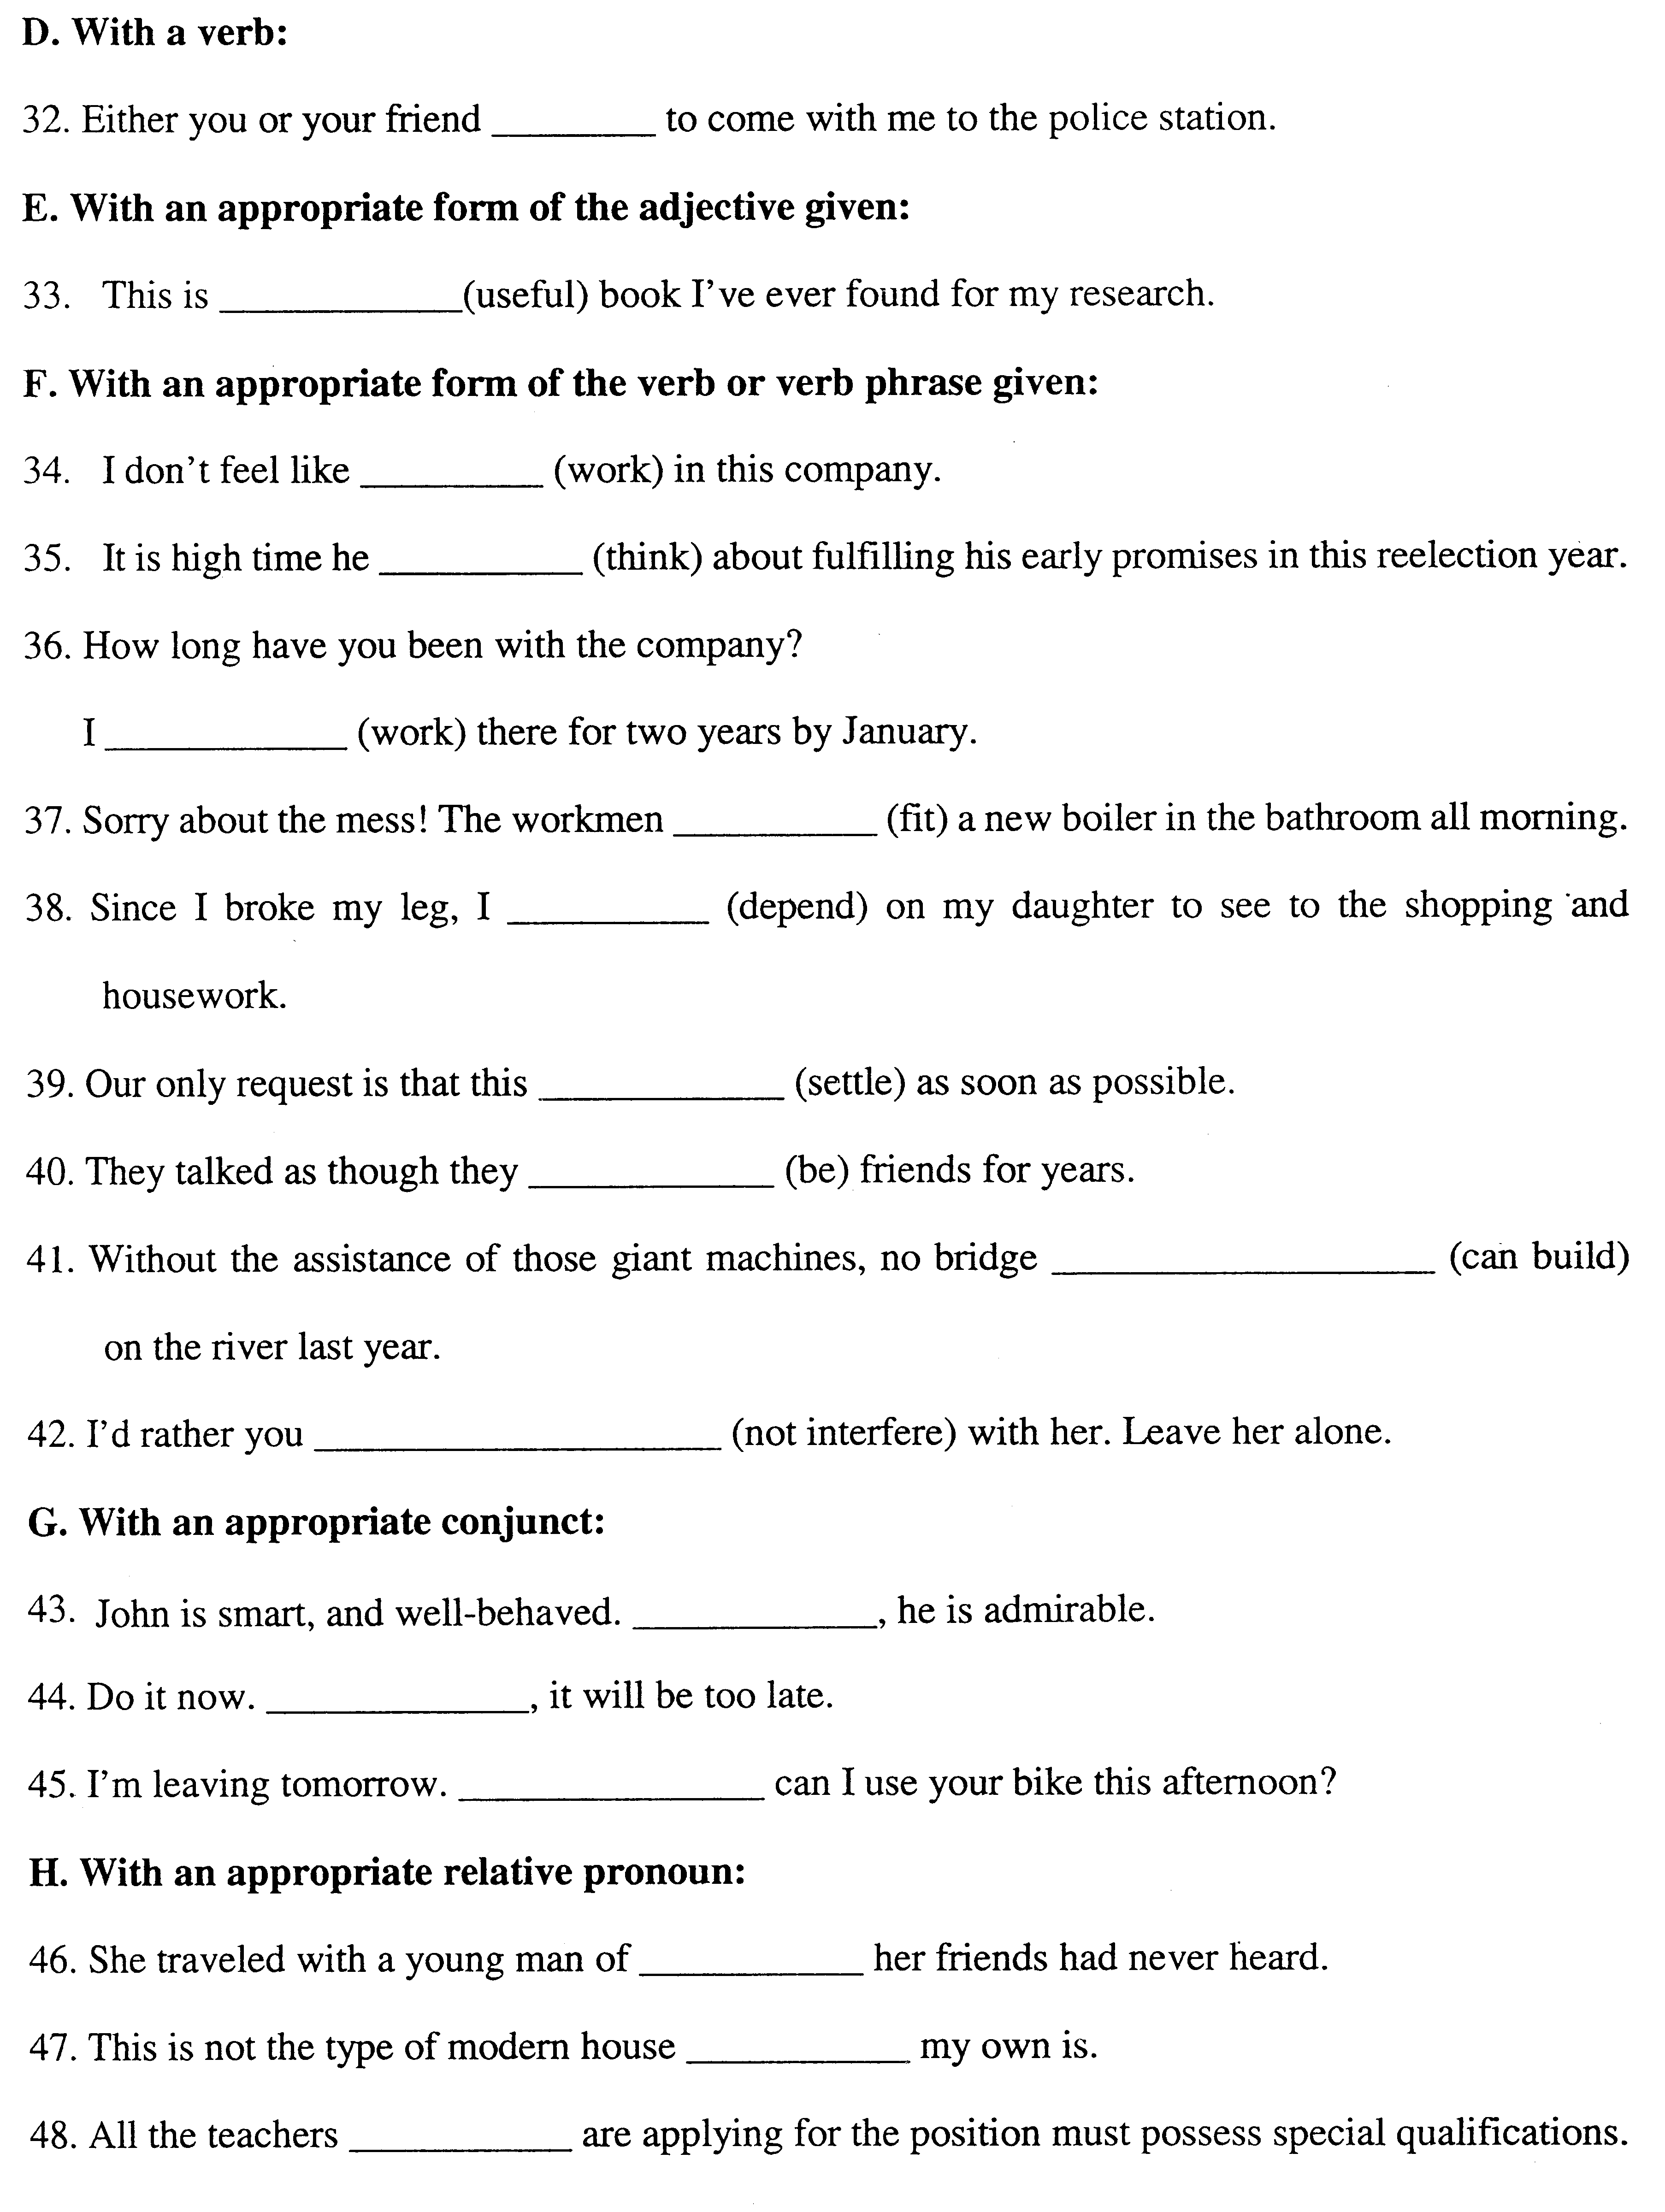 D. With a verb:
32. Either you or your friend ________ to come with me to the police station.
E. With an appropriate form of the adjective given:
33. This is ____________(useful) book I've ever found for my research.
F. With an appropriate form of the verb or verb phrase given:
34. I don't feel like _________ (work) in this company.
35. It is high time he __________ (think) about fulfilling his early promises in this reelection year.
36. How long have you been with the company?
I ____________ (work) there for two years by January.
37. Sorry about the mess! The workmen __________ (fit) a new boiler in the bathroom all morning.
38. Since I broke my leg, I __________ (depend) on my daughter to see to the shopping and
housework.
39. Our only request is that this ____________ (settle) as soon as possible.
40. They talked as though they ____________ (be) friends for years.
41. Without the assistance of those giant machines, no bridge ___________________ (can build)
on the river last year.
42. I'd rather you ____________________ (not interfere) with her. Leave her alone.
G. With an appropriate conjunct:
43. John is smart, and well-behaved. ____________, he is admirable.
44. Do it now. _____________, it will be too late.
45. I'm leaving tomorrow. _______________ can I use your bike this afternoon?
H. With an appropriate relative pronoun:
46. She traveled with a young man of ___________ her friends had never heard.
47. This is not the type of modern house ___________ my own is.
48. All the teachers ___________ are applying for the position must possess special qualifications.